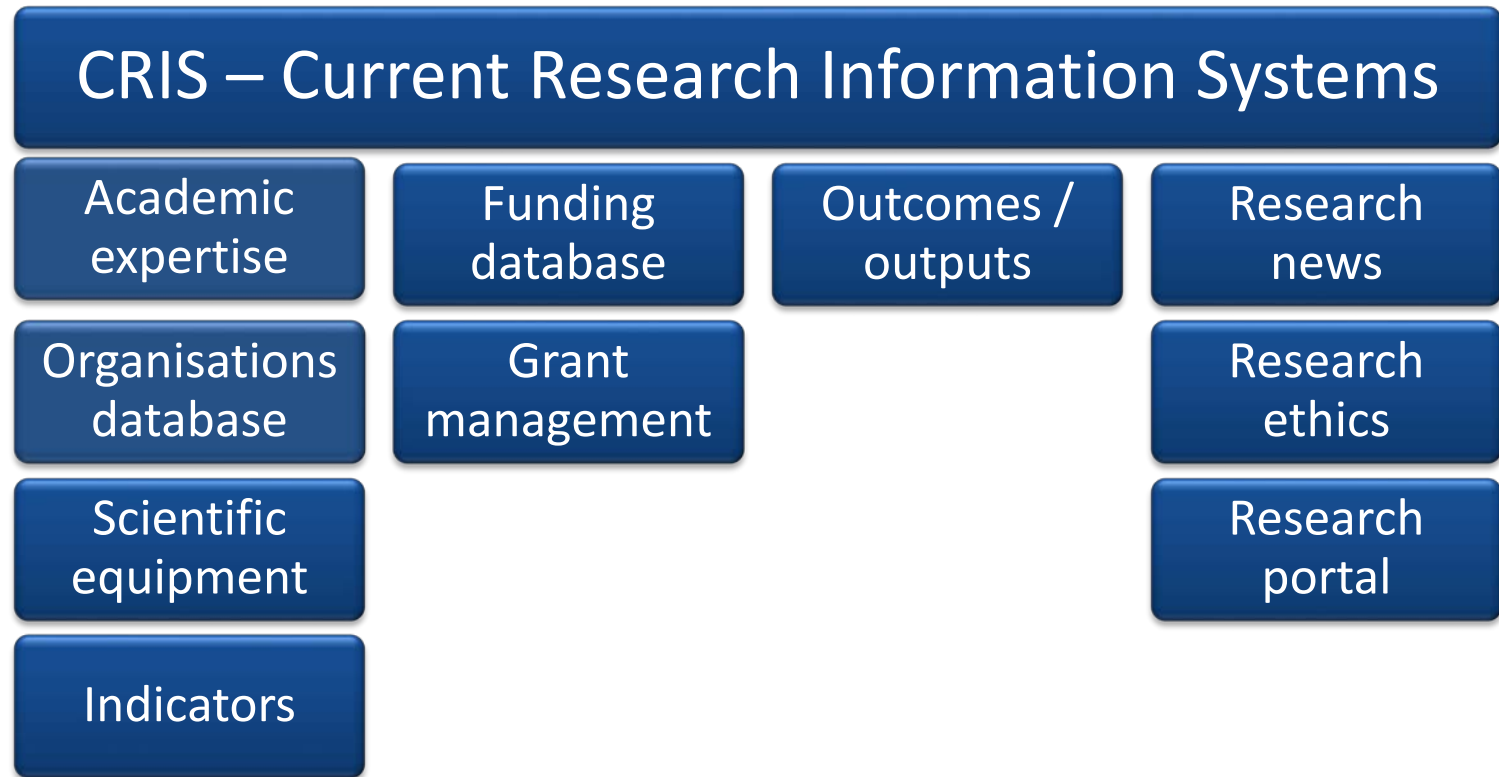 CRIS – Current Research Information Systems
Academic
expertise
Funding
database
Outcomes /
outputs
Research
news
Organisations
database
Grant
management
Research
ethics
Scientific
equipment
Research
portal
Indicators